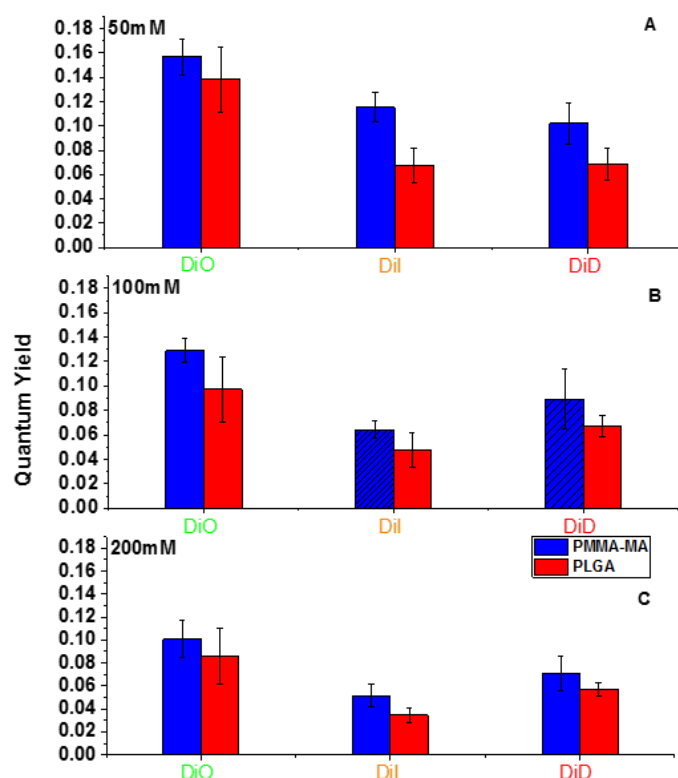 Quantum Yield
50mM
A
0.18
0.16
0.14
0.12
0.10
0.08
0.06
0.04
0.02
0.00
DiO
DiI
DiD
100mM
B
0.18
0.16
0.14
0.12
0.10
0.08
0.06
0.04
0.02
0.00
DiO
DiI
DiD
200mM
PMMA-MA
PLGA
C
0.18
0.16
0.14
0.12
0.10
0.08
0.06
0.04
0.02
0.00
DiO
DiI
DiD